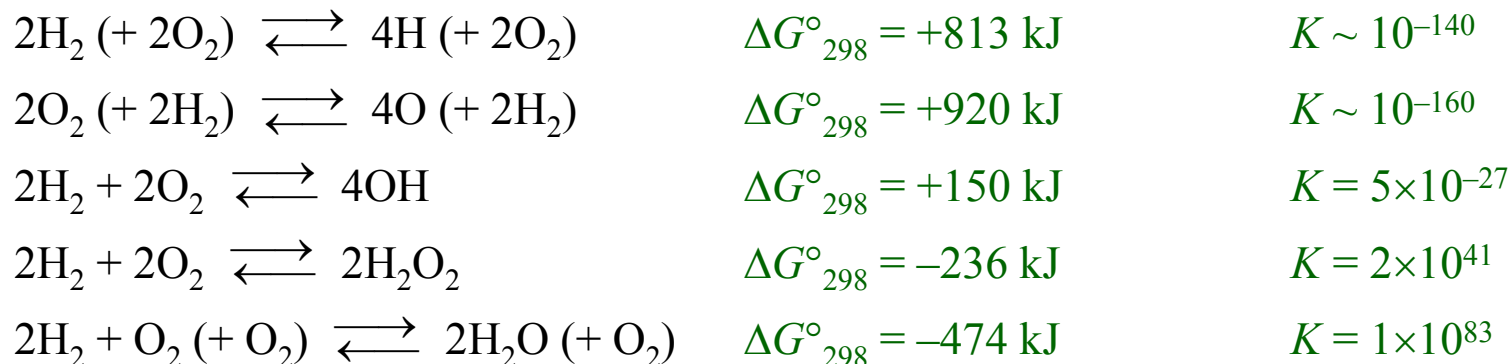 2H₂ (+ 2O₂) ⇌ 4H (+ 2O₂) ΔG°₂₉₈ = +813 kJ K ~ 10⁻¹⁴⁰
2O₂ (+ 2H₂) ⇌ 4O (+ 2H₂) ΔG°₂₉₈ = +920 kJ K ~ 10⁻¹⁶⁰
2H₂ + 2O₂ ⇌ 4OH ΔG°₂₉₈ = +150 kJ K = 5×10⁻²⁷
2H₂ + 2O₂ ⇌ 2H₂O₂ ΔG°₂₉₈ = –236 kJ K = 2×10⁴¹
2H₂ + O₂ (+ O₂) ⇌ 2H₂O (+ O₂) ΔG°₂₉₈ = –474 kJ K = 1×10⁸³